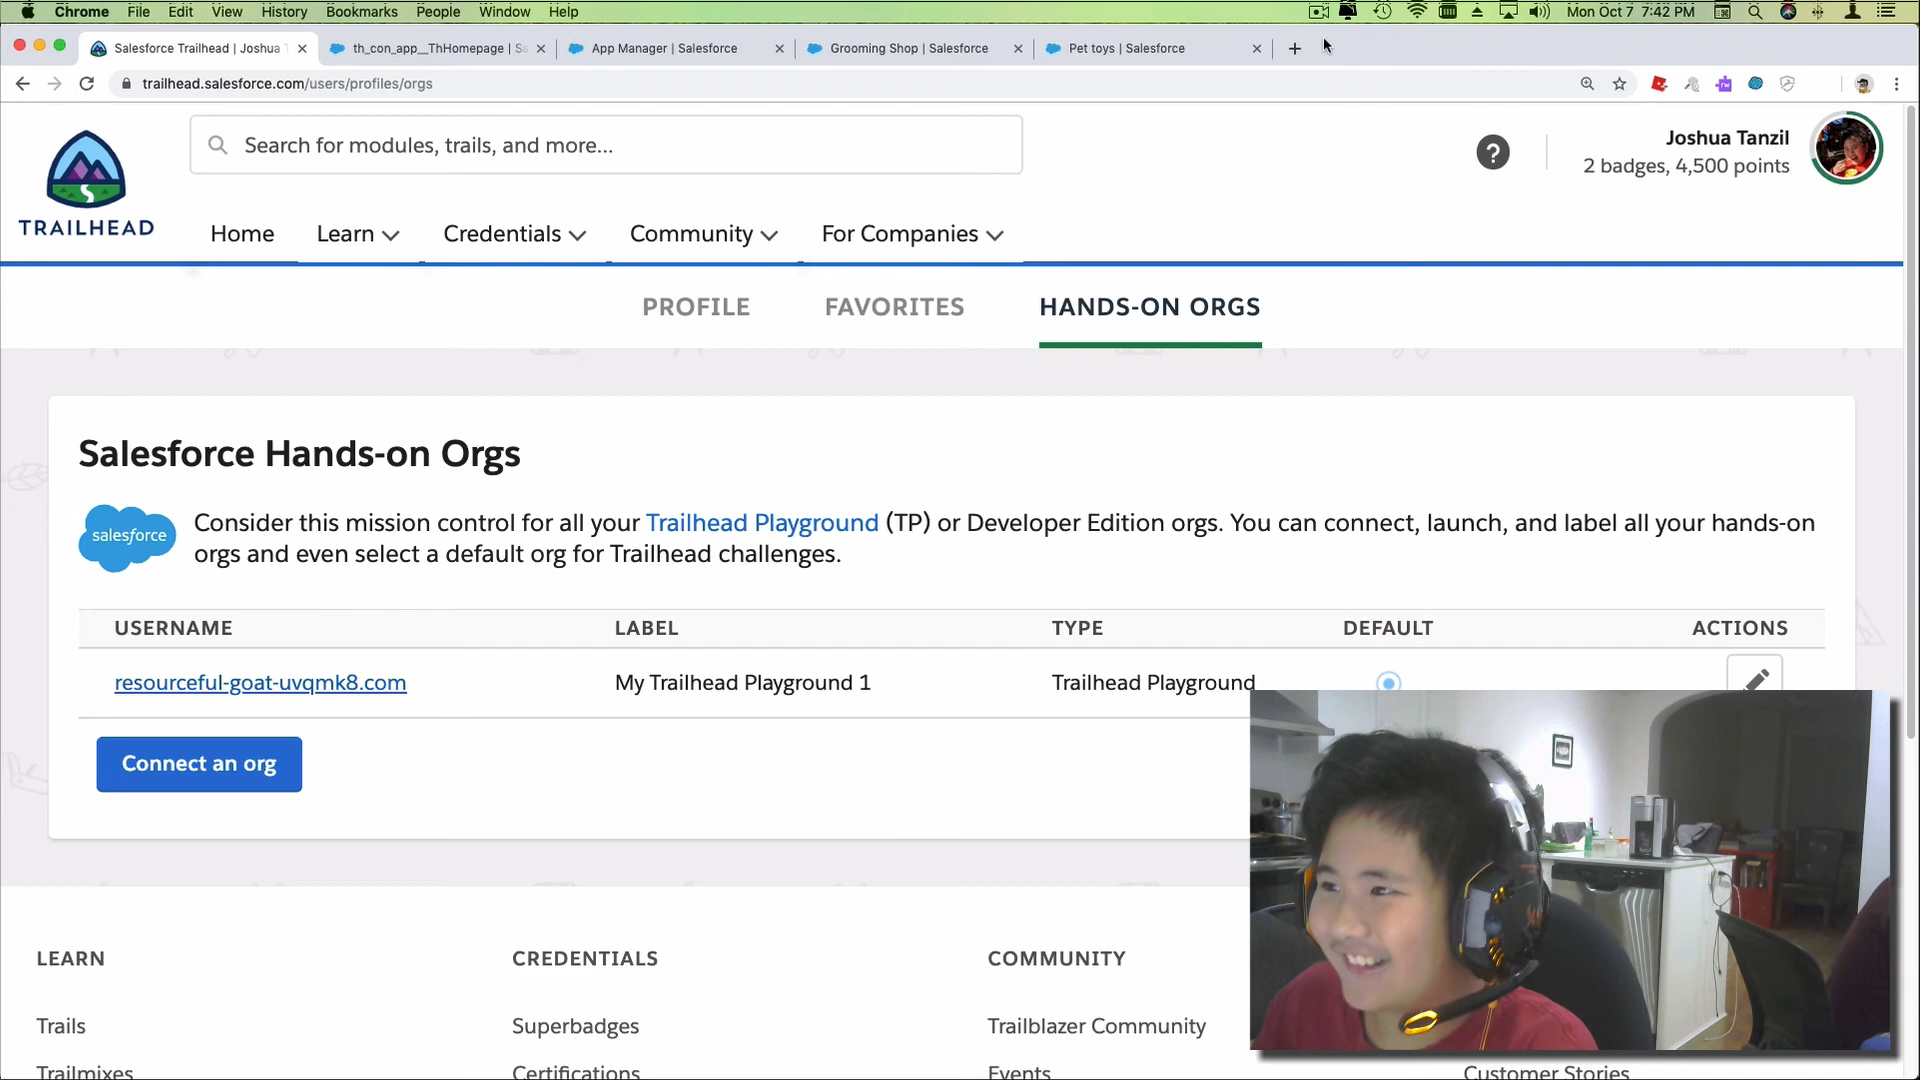 Chrome File Edit View History Bookmarks People Window Help Mon Oct 7 7:42 PM
Salesforce Trailhead | Joshua T
th_con_app__ThHomepage | Sa
App Manager | Salesforce
Grooming Shop | Salesforce
Pet toys | Salesforce
trailhead.salesforce.com/users/profiles/orgs
TRAILHEAD
Search for modules, trails, and more...
?
Joshua Tanzil
2 badges, 4,500 points
Home Learn Credentials Community For Companies
PROFILE FAVORITES HANDS-ON ORGS
Salesforce Hands-on Orgs
salesforce
Consider this mission control for all your Trailhead Playground (TP) or Developer Edition orgs. You can connect, launch, and label all your hands-on
orgs and even select a default org for Trailhead challenges.
USERNAME LABEL TYPE DEFAULT ACTIONS
resourceful-goat-uvqmk8.com My Trailhead Playground 1 Trailhead Playground
Connect an org
LEARN CREDENTIALS COMMUNITY
Trails Superbadges Trailblazer Community
Trailmixes Certifications Events Customer Stories